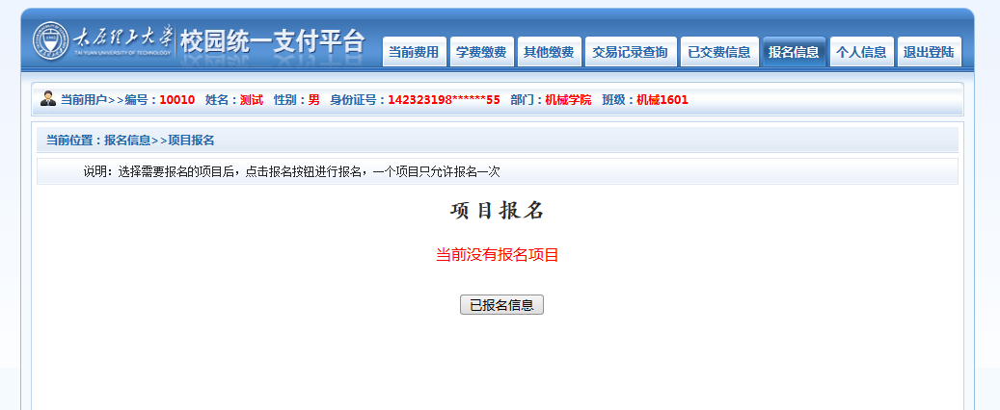 太原理工大学 校园统一支付平台
TAI YUAN UNIVERSITY OF TECHNOLOGY
当前费用 学费缴费 其他缴费 交易记录查询 已交费信息 报名信息 个人信息 退出登陆
当前用户>>编号：10010 姓名：测试 性别：男 身份证号：142323198******55 部门：机械学院 班级：机械1601
当前位置：报名信息>>项目报名
说明：选择需要报名的项目后，点击报名按钮进行报名，一个项目只允许报名一次
项目报名
当前没有报名项目
已报名信息